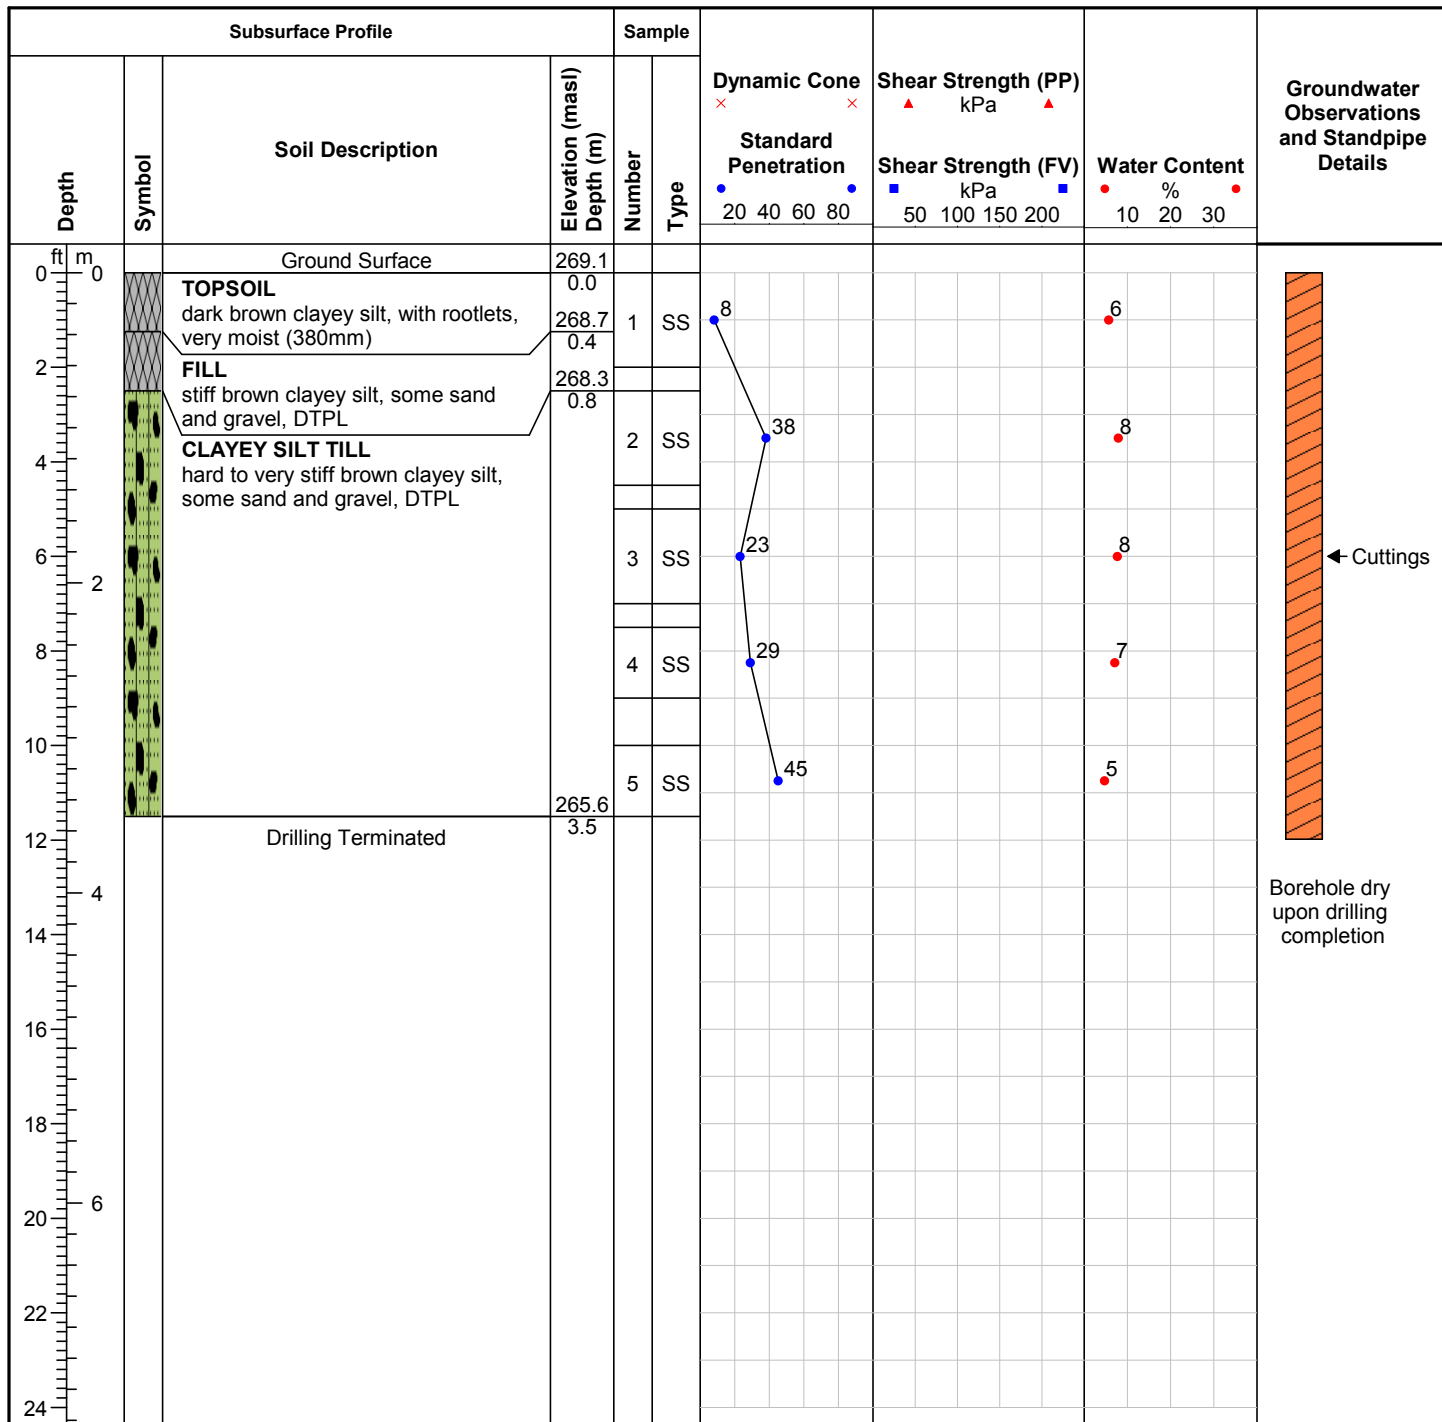 Subsurface Profile
Sample
Depth
Symbol
Soil Description
Elevation (masl)
Depth (m)
Number
Type
Dynamic Cone
Standard
Penetration
20 40 60 80
Shear Strength (PP)
kPa
Shear Strength (FV)
kPa
50 100 150 200
Water Content
%
10 20 30
Groundwater
Observations
and Standpipe
Details
ft m
Ground Surface
269.1
0 0
0.0
TOPSOIL
dark brown clayey silt, with rootlets,
very moist (380mm)
268.7
0.4
1 SS
8
6
2
FILL
stiff brown clayey silt, some sand
and gravel, DTPL
268.3
0.8
CLAYEY SILT TILL
hard to very stiff brown clayey silt,
some sand and gravel, DTPL
2 SS
38
8
4
3 SS
23
8
6
2
Cuttings
8
4 SS
29
7
10
5 SS
45
5
265.6
3.5
Drilling Terminated
12
4
Borehole dry
upon drilling
completion
14
16
18
6
20
22
24